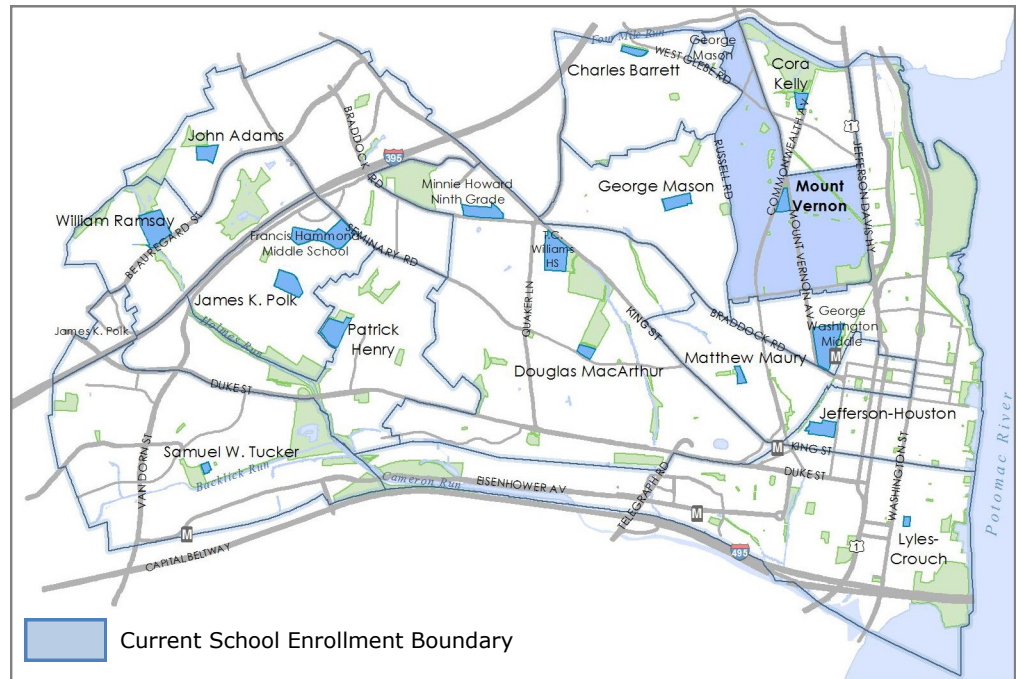 Four Mile Run
George
Mason
WEST GLEBE RD
Charles Barrett
Cora
Kelly
COMMONWEALTH AV
1
JEFFERSON DAVIS HY
BRADDOCK RD
John Adams
395
Minnie Howard
Ninth Grade
George Mason
RUSSELL RD
Mount
Vernon
MOUNT VERNON AV
William Ramsay
BEAUREGARD ST
Francis Hammond
Middle School
SEMINARY RD
T.C.
Williams
HS
James K. Polk
QUAKER LN
KING ST
BRADDOCK RD
George
Washington
Middle
M
James K. Polk
Holmes Run
Patrick
Henry
Douglas MacArthur
Matthew Maury
DUKE ST
Jefferson-Houston
Potomac River
M
KING ST
Samuel W. Tucker
Backlick Run
VAN DORN ST
Cameron Run
EISENHOWER AV
TELEGRAPH RD
DUKE ST
WASHINGTON ST
M
M
CAPITAL BELTWAY
495
1
Lyles-
Crouch
Current School Enrollment Boundary